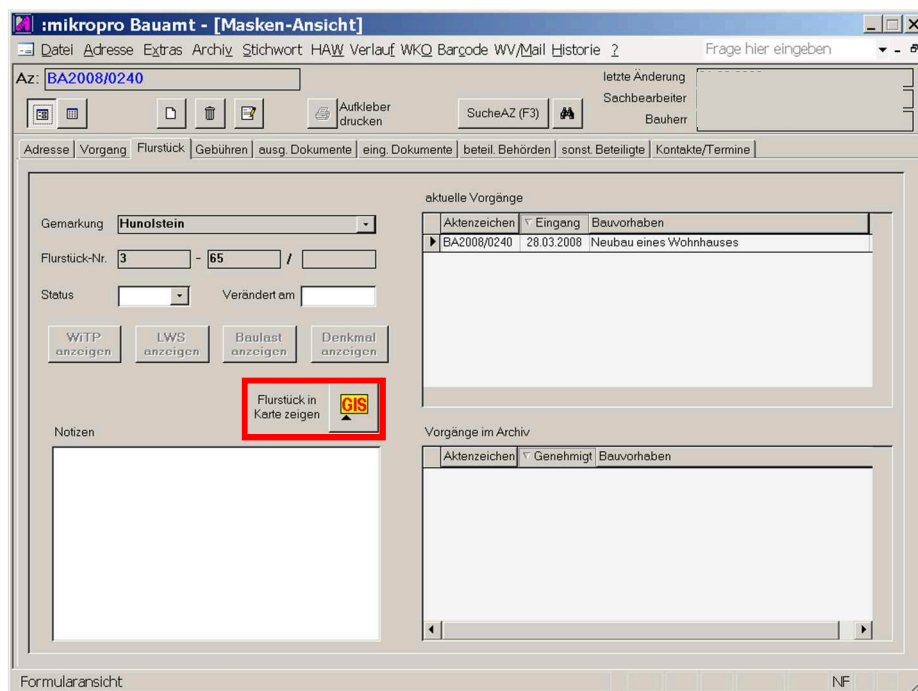 :mikropro Bauamt - [Masken-Ansicht]
Datei Adresse Extras Archiv Stichwort HAW Verlauf WKO Barcode WV/Mail Historie ? Frage hier eingeben
Az: BA2008/0240
letzte Änderung
Sachbearbeiter
Bauherr
Aufkleber
drucken
SucheAZ (F3)
Adresse Vorgang Flurstück Gebühren ausg. Dokumente eing. Dokumente beteil. Behörden sonst. Beteiligte Kontakte/Termine
Gemarkung Hunolstein
Flurstück-Nr. 3 - 65 /
Status Verändert am
WiTP
anzeigen
LWS
anzeigen
Baulast
anzeigen
Denkmal
anzeigen
Flurstück in
Karte zeigen
GIS
Notizen
aktuelle Vorgänge
Aktenzeichen Eingang Bauvorhaben
BA2008/0240 28.03.2008 Neubau eines Wohnhauses
Vorgänge im Archiv
Aktenzeichen Genehmigt Bauvorhaben
Formularansicht NF